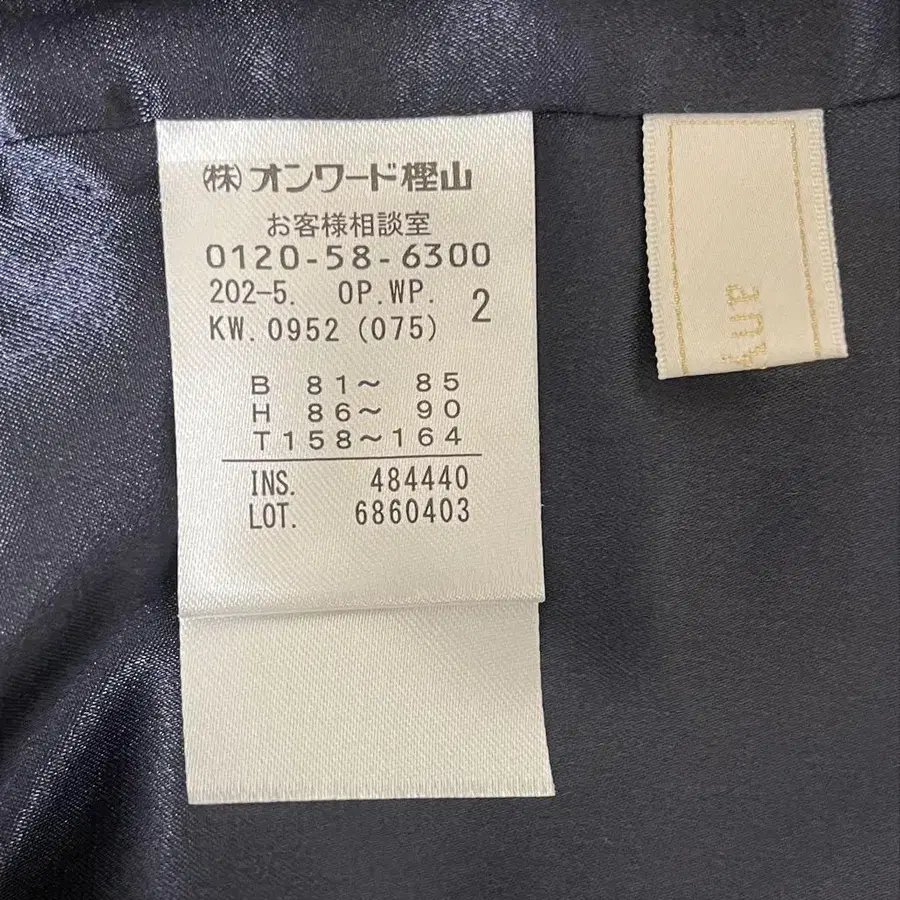 (株)オンワード樫山
お客様相談室
0120-58-6300
202-5. OP.WP. 2
KW.0952(075)
B 81～ 85
H 86～ 90
T158～164
INS. 484440
LOT. 6860403